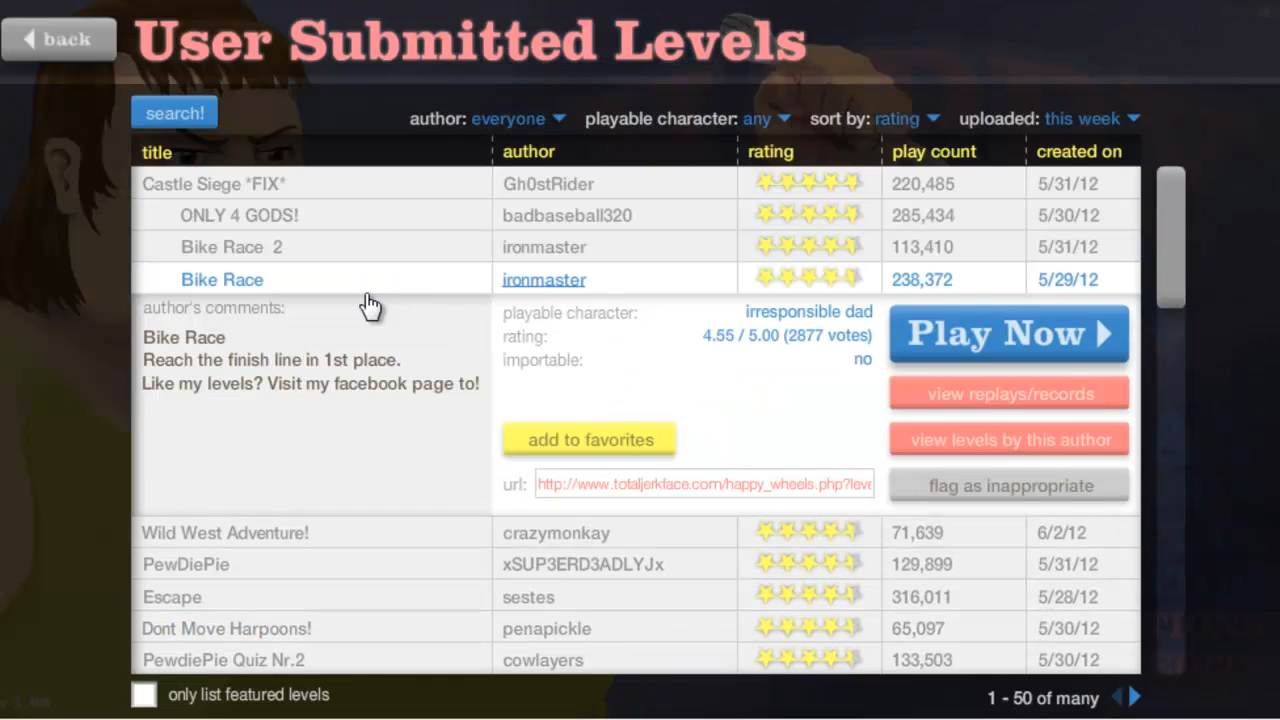 back
User Submitted Levels
search!
author: everyone playable character: any sort by: rating uploaded: this week
title author rating play count created on
Castle Siege *FIX* Gh0stRider 220,485 5/31/12
ONLY 4 GODS! badbaseball320 285,434 5/30/12
Bike Race 2 ironmaster 113,410 5/31/12
Bike Race ironmaster 238,372 5/29/12
author's comments:
Bike Race
Reach the finish line in 1st place.
Like my levels? Visit my facebook page to!
playable character: irresponsible dad
rating: 4.55 / 5.00 (2877 votes)
importable: no
add to favorites
url: http://www.totaljerkface.com/happy_wheels.php?leve
Play Now
view replays/records
view levels by this author
flag as inappropriate
Wild West Adventure! crazymonkay 71,639 6/2/12
PewDiePie xSUP3ERD3ADLYJx 129,899 5/31/12
Escape sestes 316,011 5/28/12
Dont Move Harpoons! penapickle 65,097 5/30/12
PewdiePie Quiz Nr.2 cowlayers 133,503 5/30/12
only list featured levels
1 - 50 of many